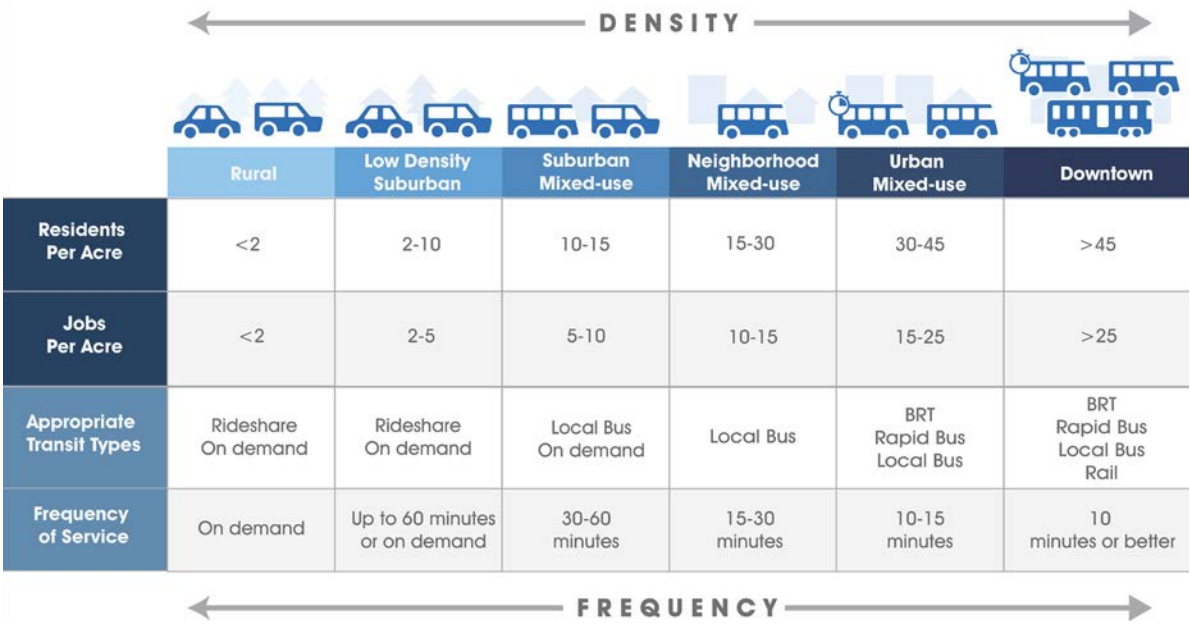 DENSITY
Rural
Low Density
Suburban
Suburban
Mixed-use
Neighborhood
Mixed-use
Urban
Mixed-use
Downtown
Residents
Per Acre
<2
2-10
10-15
15-30
30-45
>45
Jobs
Per Acre
<2
2-5
5-10
10-15
15-25
>25
Appropriate
Transit Types
Rideshare
On demand
Rideshare
On demand
Local Bus
On demand
Local Bus
BRT
Rapid Bus
Local Bus
BRT
Rapid Bus
Local Bus
Rail
Frequency
of Service
On demand
Up to 60 minutes
or on demand
30-60
minutes
15-30
minutes
10-15
minutes
10
minutes or better
FREQUENCY